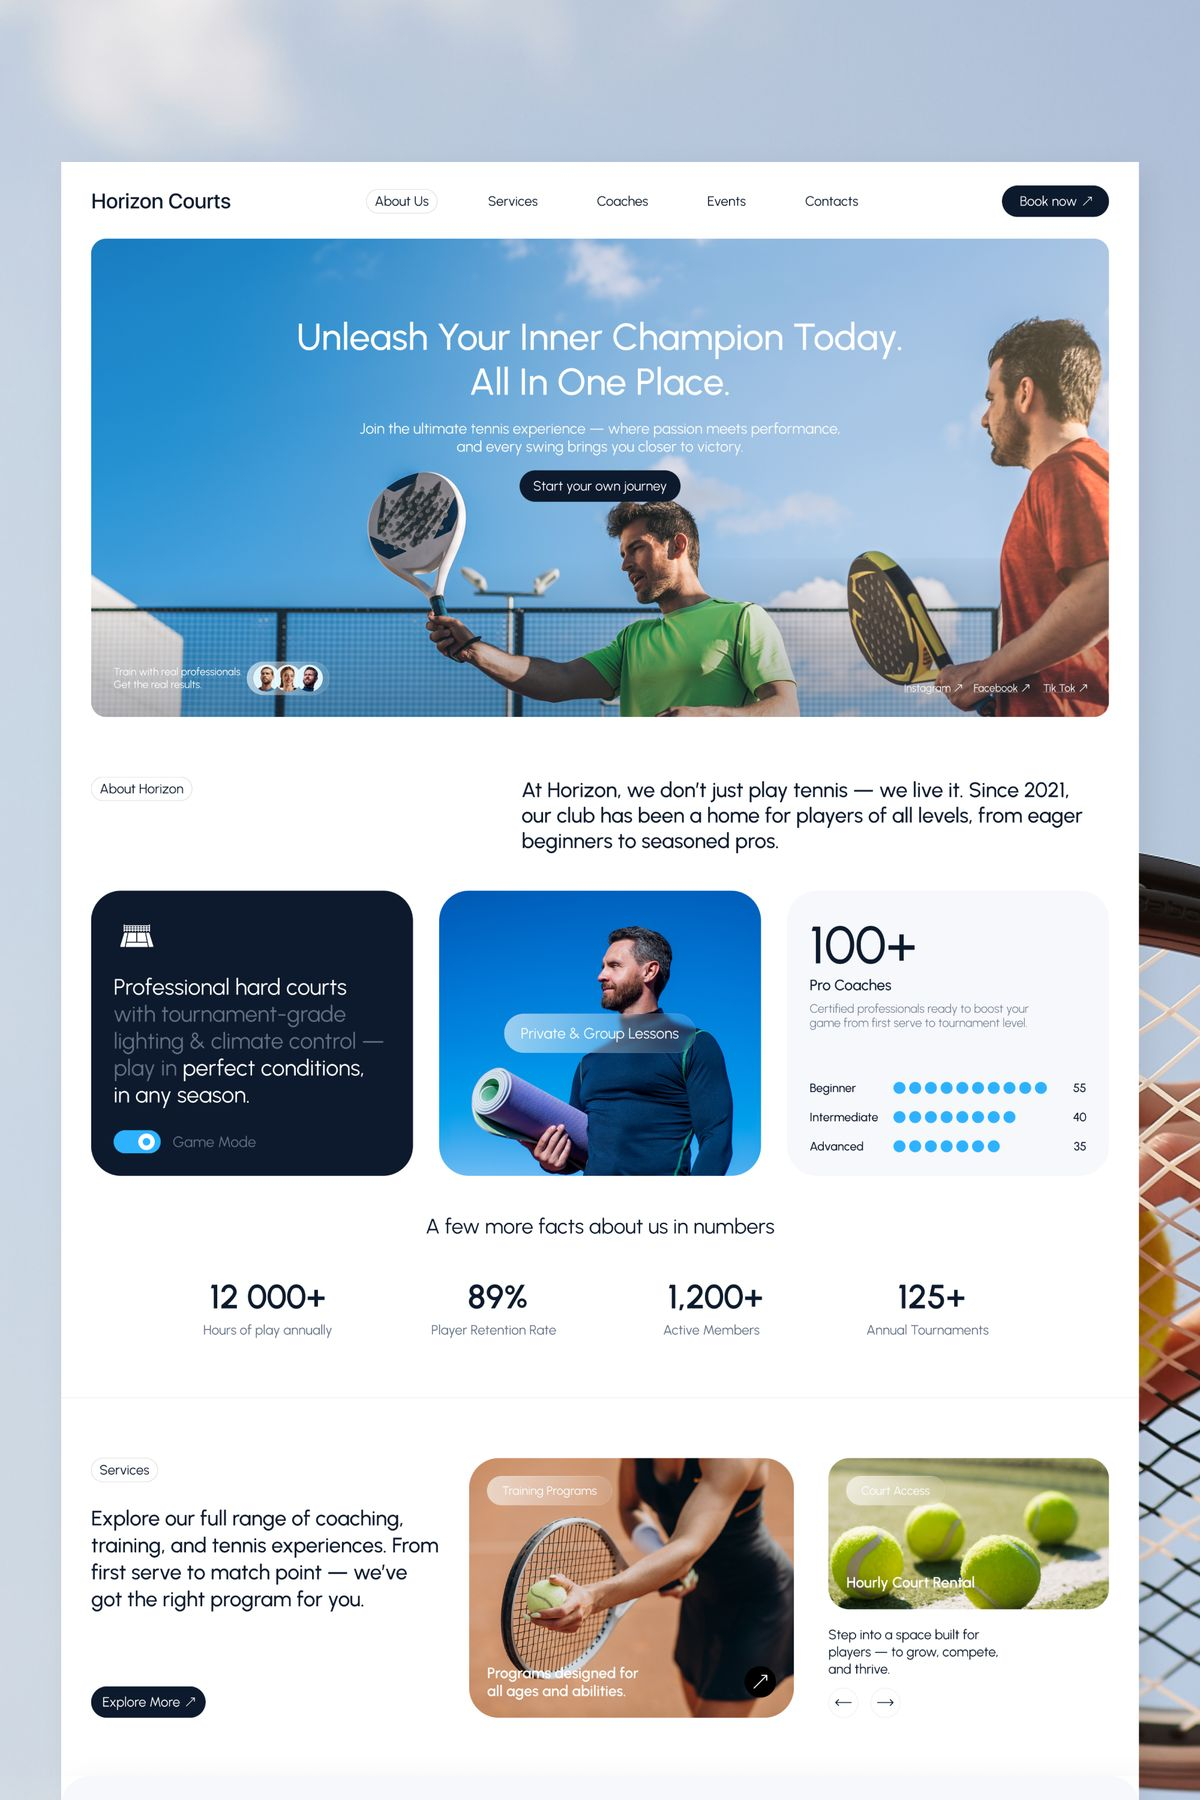 Horizon Courts
About Us
Services
Coaches
Events
Contacts
Book now ↗
Unleash Your Inner Champion Today.
All In One Place.
Join the ultimate tennis experience — where passion meets performance,
and every swing brings you closer to victory.
Start your own journey
Train with real professionals.
Get the real results.
Instagram ↗
Facebook ↗
Tik Tok ↗
About Horizon
At Horizon, we don’t just play tennis — we live it. Since 2021,
our club has been a home for players of all levels, from eager
beginners to seasoned pros.
Professional hard courts
with tournament-grade
lighting & climate control —
play in perfect conditions,
in any season.
Game Mode
Private & Group Lessons
100+
Pro Coaches
Certified professionals ready to boost your
game from first serve to tournament level.
Beginner 55
Intermediate 40
Advanced 35
A few more facts about us in numbers
12 000+
Hours of play annually
89%
Player Retention Rate
1,200+
Active Members
125+
Annual Tournaments
Services
Explore our full range of coaching,
training, and tennis experiences. From
first serve to match point — we’ve
got the right program for you.
Explore More ↗
Training Programs
Programs designed for
all ages and abilities.
Court Access
Hourly Court Rental
Step into a space built for
players — to grow, compete,
and thrive.